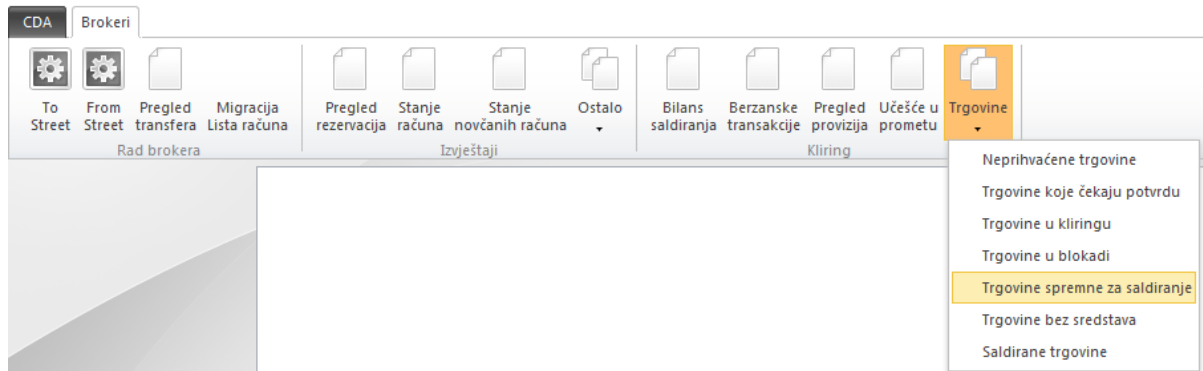 CDA Brokeri
To Street
From Street
Pregled transfera
Migracija Lista računa
Rad brokera
Pregled rezervacija
Stanje računa
Stanje novčanih računa
Ostalo
Izvještaji
Bilans saldiranja
Berzanske transakcije
Pregled provizija
Učešće u prometu
Trgovine
Kliring
Neprihvaćene trgovine
Trgovine koje čekaju potvrdu
Trgovine u kliringu
Trgovine u blokadi
Trgovine spremne za saldiranje
Trgovine bez sredstava
Saldirane trgovine